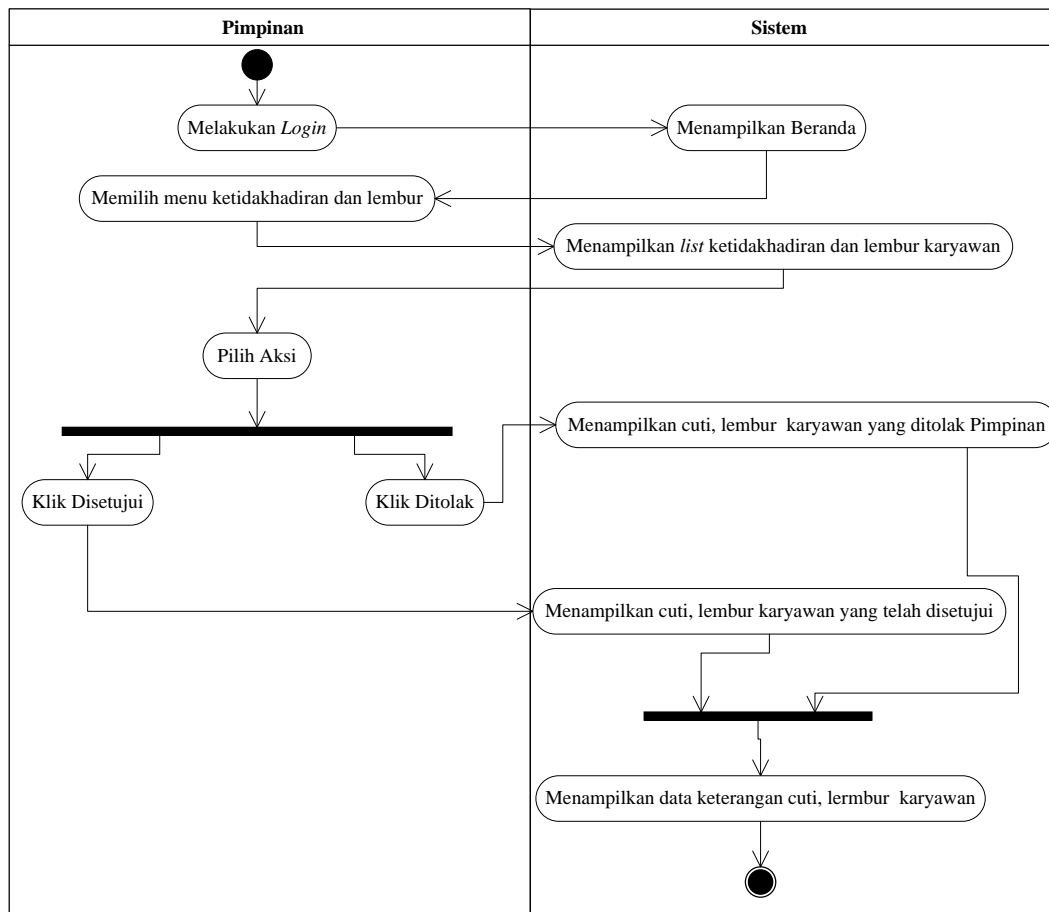 Pimpinan
Sistem
Melakukan Login
Menampilkan Beranda
Memilih menu ketidakhadiran dan lembur
Menampilkan list ketidakhadiran dan lembur karyawan
Pilih Aksi
Menampilkan cuti, lembur  karyawan yang ditolak Pimpinan
Klik Disetujui
Klik Ditolak
Menampilkan cuti, lembur karyawan yang telah disetujui
Menampilkan data keterangan cuti, lermbur  karyawan